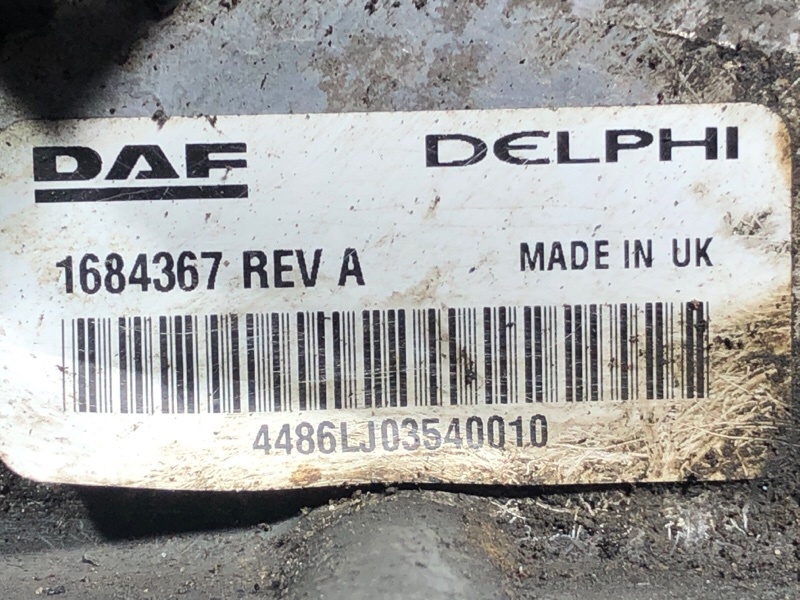 DAF DELPHI
1684367 REV A MADE IN UK
4486LJ03540010